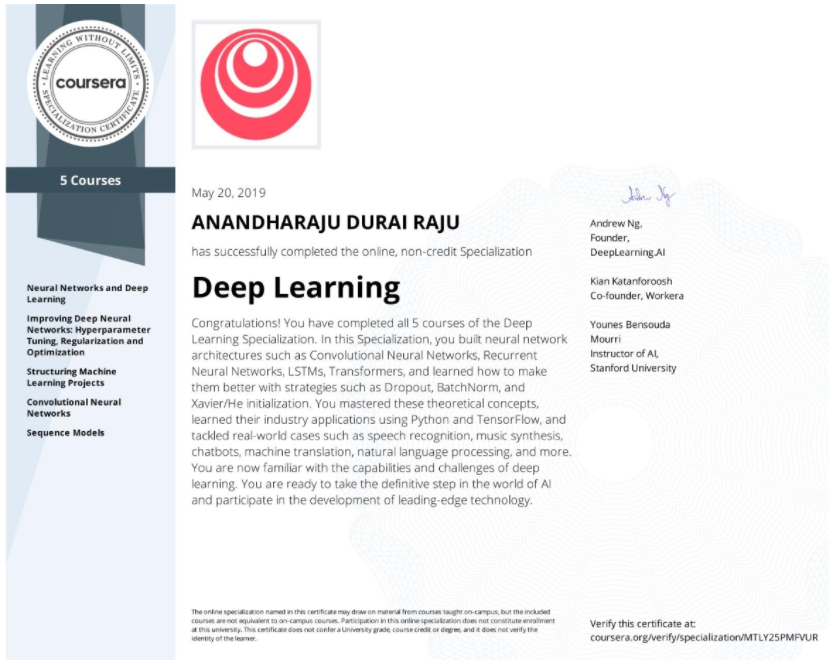 LEARNING WITHOUT LIMITS
coursera
SPECIALIZATION CERTIFICATE
5 Courses
Neural Networks and Deep
Learning
Improving Deep Neural
Networks: Hyperparameter
Tuning, Regularization and
Optimization
Structuring Machine
Learning Projects
Convolutional Neural
Networks
Sequence Models
May 20, 2019
ANANDHARAJU DURAI RAJU
has successfully completed the online, non-credit Specialization
Deep Learning
Congratulations! You have completed all 5 courses of the Deep
Learning Specialization. In this Specialization, you built neural network
architectures such as Convolutional Neural Networks, Recurrent
Neural Networks, LSTMs, Transformers, and learned how to make
them better with strategies such as Dropout, BatchNorm, and
Xavier/He initialization. You mastered these theoretical concepts,
learned their industry applications using Python and TensorFlow, and
tackled real-world cases such as speech recognition, music synthesis,
chatbots, machine translation, natural language processing, and more.
You are now familiar with the capabilities and challenges of deep
learning. You are ready to take the definitive step in the world of AI
and participate in the development of leading-edge technology.
Andrew Ng
Andrew Ng,
Founder,
DeepLearning.AI
Kian Katanforoosh
Co-founder, Workera
Younes Bensouda
Mourri
Instructor of AI,
Stanford University
The online specialization named in this certificate may draw on material from courses taught on-campus, but the included
courses are not equivalent to on-campus courses. Participation in this online specialization does not constitute enrollment
at this university. This certificate does not confer a University grade, course credit or degree, and it does not verify the
identity of the learner.
Verify this certificate at:
coursera.org/verify/specialization/MTLY25PMFVUR